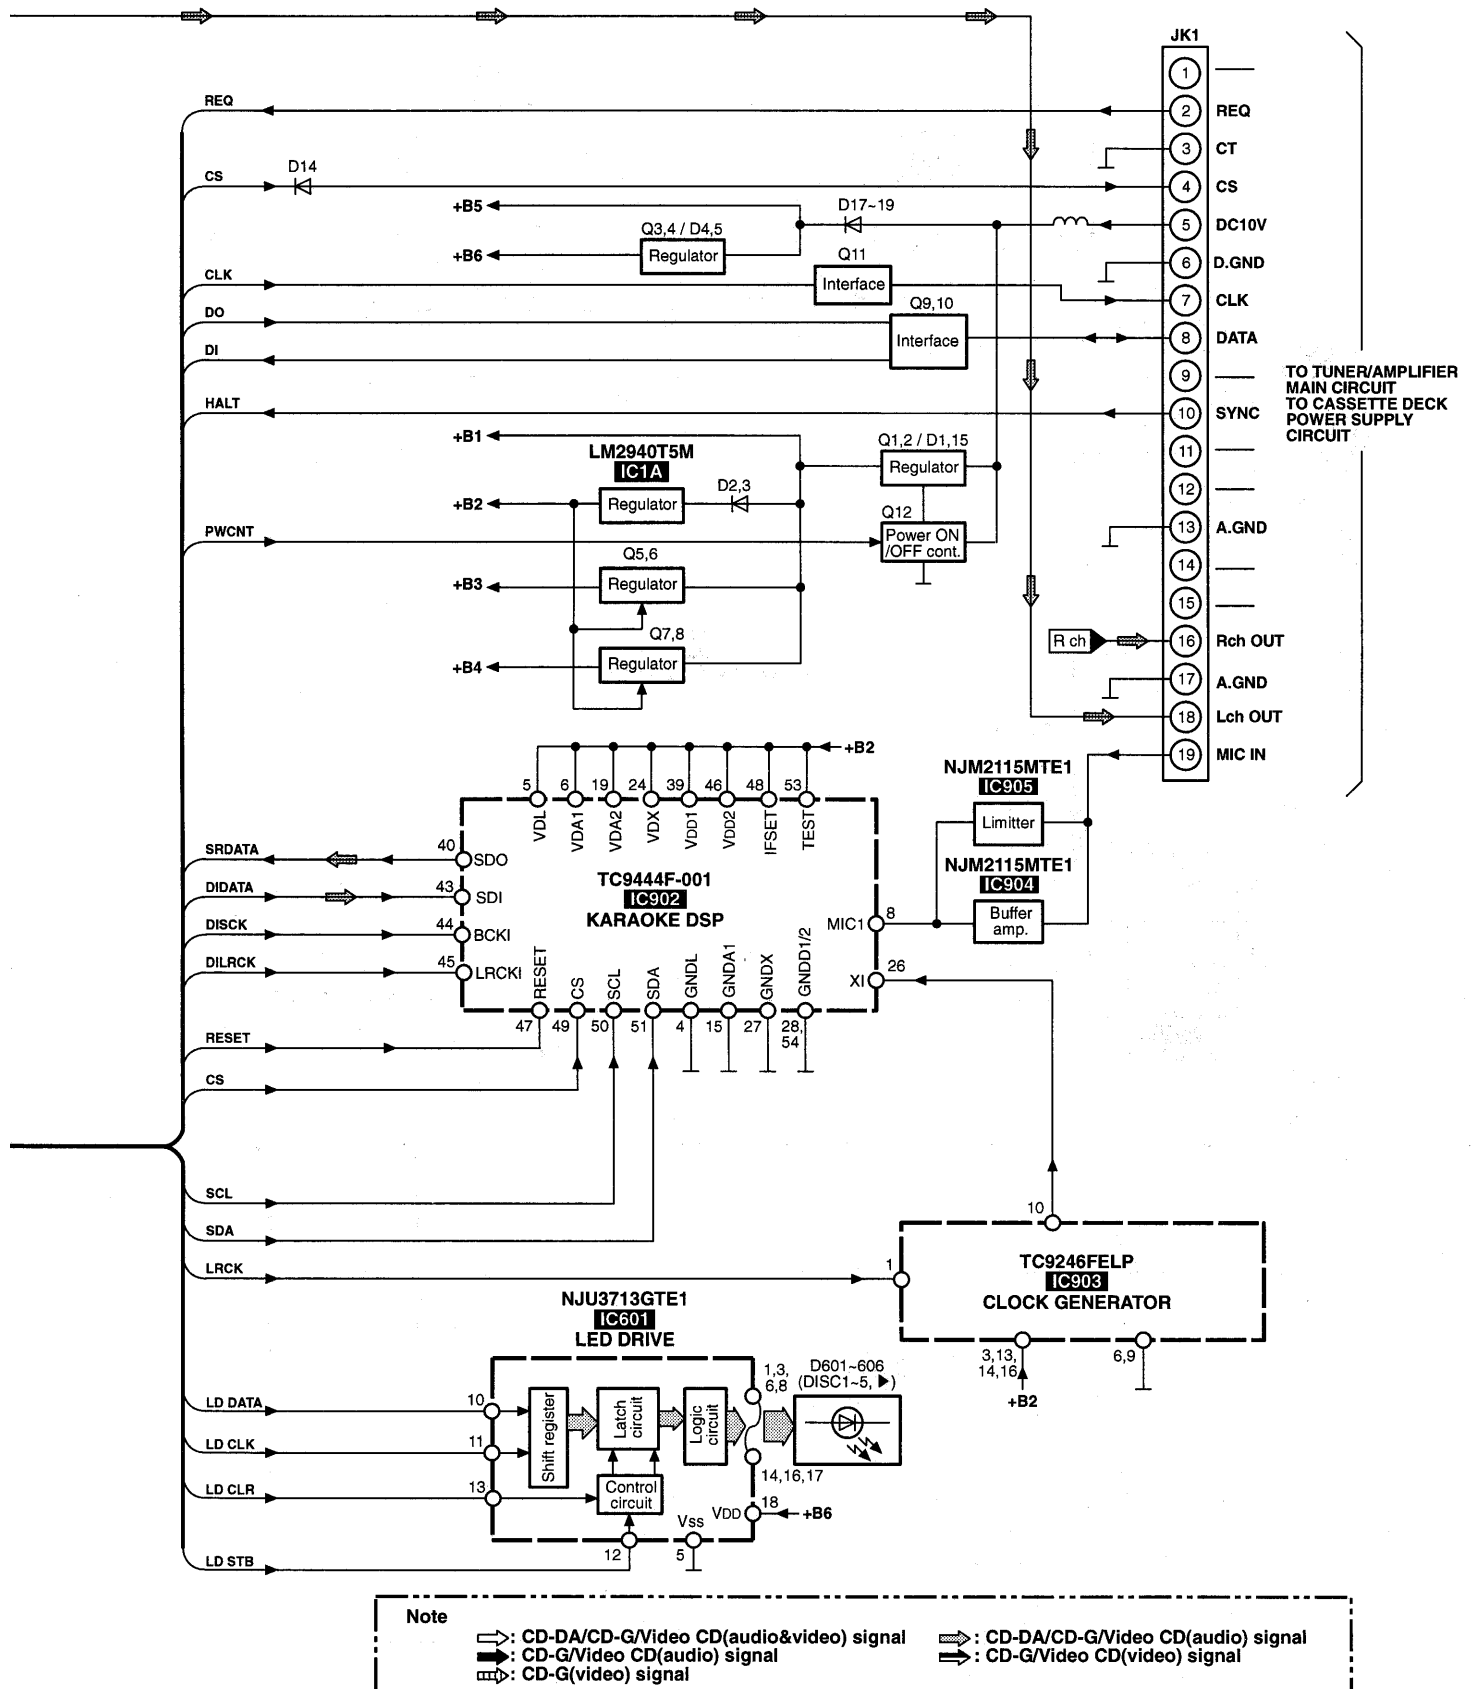 JK1
1
REQ
2 REQ
3 CT
CS
D14
4 CS
+B5
D17~19
5 DC10V
Q3,4 / D4,5
+B6
Regulator
Q11
6 D.GND
CLK
Interface
7 CLK
DO
Q9,10
Interface
8 DATA
DI
9
TO TUNER/AMPLIFIER
MAIN CIRCUIT
TO CASSETTE DECK
POWER SUPPLY
CIRCUIT
HALT
10 SYNC
+B1
LM2940T5M
IC1A
Q1,2 / D1,15
Regulator
11
+B2
Regulator
D2,3
12
Q12
PWCNT
Power ON
/OFF cont.
13 A.GND
Q5,6
+B3
Regulator
14
15
Q7,8
R ch
16 Rch OUT
+B4
Regulator
17 A.GND
18 Lch OUT
+B2
19 MIC IN
5 6 19 24 39 46 48 53
VDL VDA1 VDA2 VDX VDD1 VDD2 IFSET TEST
NJM2115MTE1
IC905
Limitter
SRDATA
40 SDO
TC9444F-001
IC902
KARAOKE DSP
NJM2115MTE1
IC904
Buffer
amp.
DIDATA
43 SDI
DISCK
44 BCKI
MIC1 8
DILRCK
45 LRCKI
XI 26
RESET CS SCL SDA GNDL GNDA1 GNDX GNDD1/2
47 49 50 51 4 15 27 28,
54
RESET
CS
SCL
SDA
10
LRCK
1
TC9246FELP
IC903
CLOCK GENERATOR
NJU3713GTE1
IC601
LED DRIVE
3,13,
14,16
6,9
+B2
1,3,
6,8
D601~606
(DISC1~5, ▶)
LD DATA
10
Shift register
Latch
circuit
Logic
circuit
LD CLK
11
14,16,17
LD CLR
13
Control
circuit
VDD 18 +B6
Vss
12
5
LD STB
Note
: CD-DA/CD-G/Video CD(audio&video) signal
: CD-DA/CD-G/Video CD(audio) signal
: CD-G/Video CD(audio) signal
: CD-G/Video CD(video) signal
: CD-G(video) signal